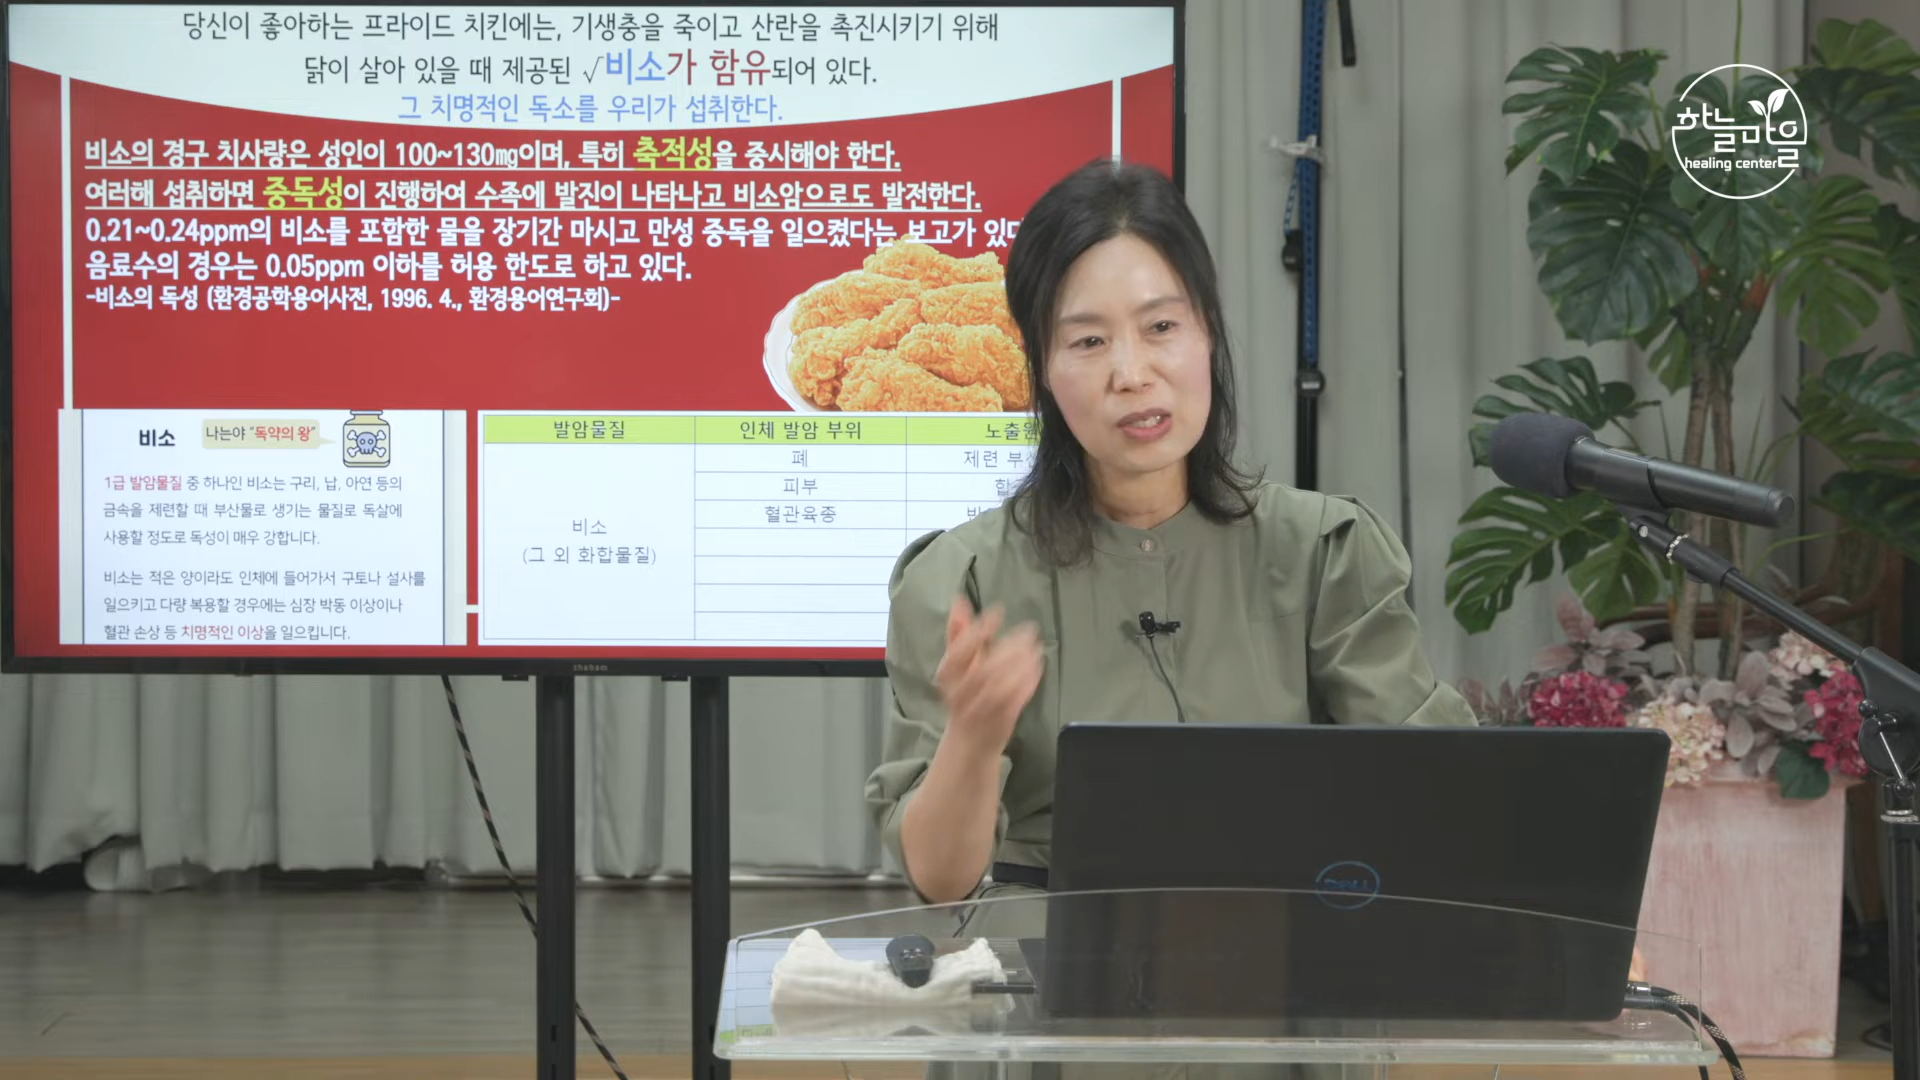 당신이 좋아하는 프라이드 치킨에는, 기생충을 죽이고 산란을 촉진시키기 위해
닭이 살아 있을 때 제공된 √비소가 함유되어 있다.
그 치명적인 독소를 우리가 섭취한다.
비소의 경구 치사량은 성인이 100~130mg이며, 특히 축적성을 중시해야 한다.
여러해 섭취하면 중독성이 진행하여 수족에 발진이 나타나고 비소암으로도 발전한다.
0.21~0.24ppm의 비소를 포함한 물을 장기간 마시고 만성 중독을 일으켰다는 보고가 있다
음료수의 경우는 0.05ppm 이하를 허용 한도로 하고 있다.
-비소의 독성 (환경공학용어사전, 1996. 4., 환경용어연구회)-
비소 나는야 "독약의 왕"
1급 발암물질 중 하나인 비소는 구리, 납, 아연 등의
금속을 제련할 때 부산물로 생기는 물질로 독살에
사용할 정도로 독성이 매우 강합니다.
비소는 적은 양이라도 인체에 들어가서 구토나 설사를
일으키고 다량 복용할 경우에는 심장 박동 이상이나
혈관 손상 등 치명적인 이상을 일으킵니다.
발암물질 인체 발암 부위 노출원
비소
(그 외 화합물질)
폐 제련
피부
혈관육종
하늘마을
healing center
thebom
DELL